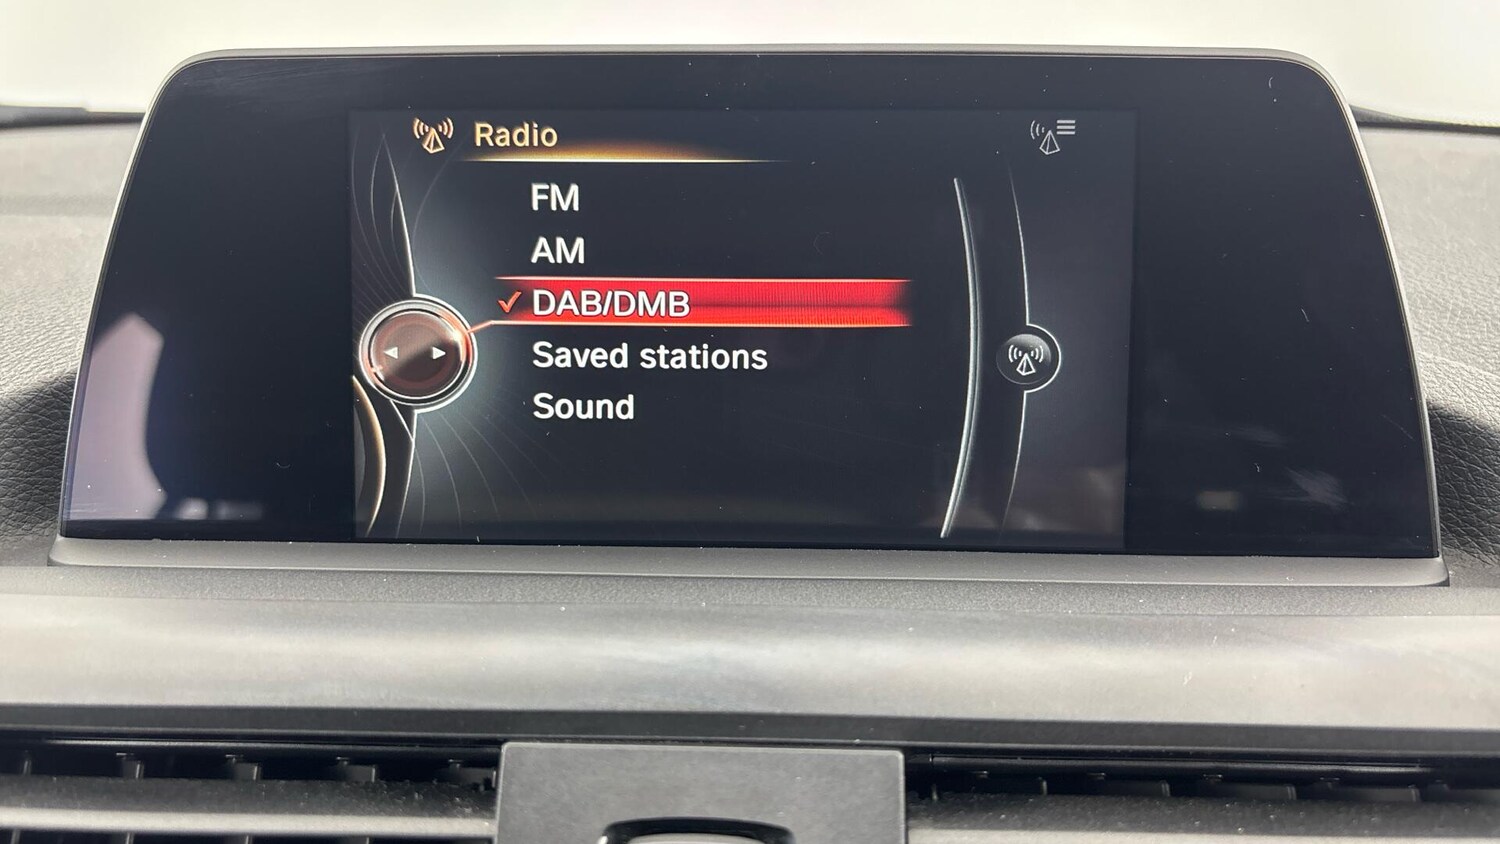 Radio
FM
AM
DAB/DMB
Saved stations
Sound